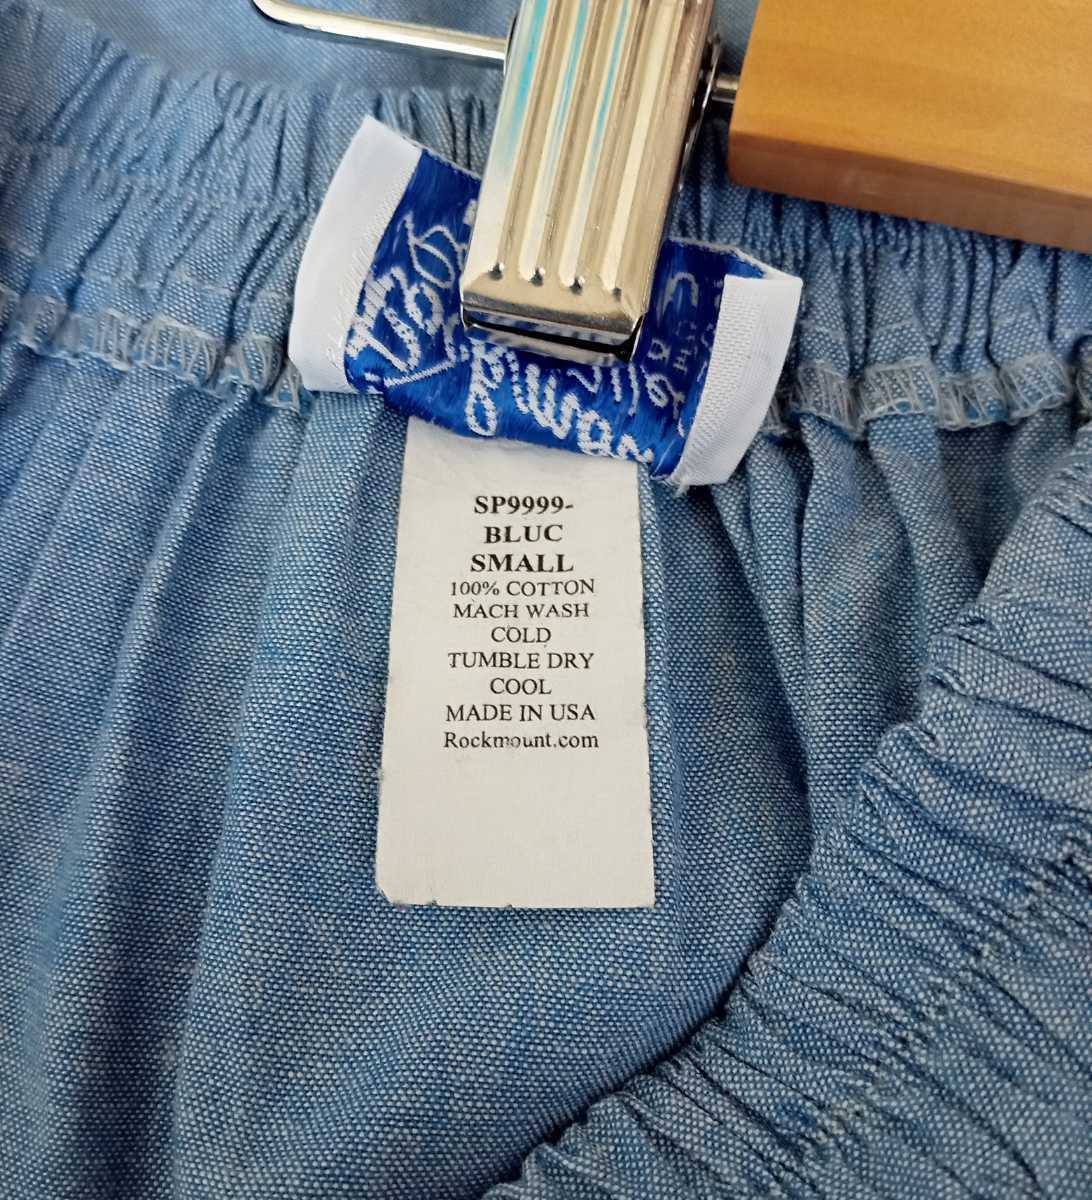 SP9999-
BLUC
SMALL
100% COTTON
MACH WASH
COLD
TUMBLE DRY
COOL
MADE IN USA
Rockmount.com